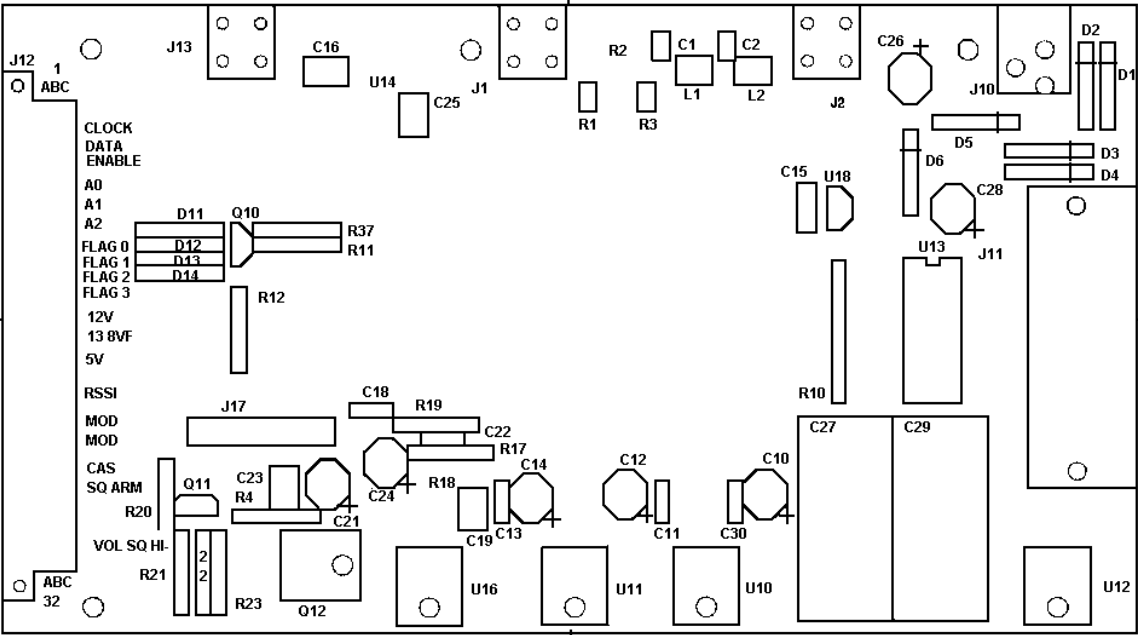 J13
C16
R2
C1
C2
C26
D2
J12
1
ABC
U14
J1
C25
L1
L2
J2
J10
D1
R1
R3
CLOCK
DATA
ENABLE
D5
D6
D3
D4
A0
A1
A2
C15
U18
C28
D11
Q10
R37
FLAG 0
D12
R11
FLAG 1
D13
FLAG 2
D14
FLAG 3
U13
J11
R12
12V
13 8VF
5V
RSSI
C18
R10
J17
R19
MOD
MOD
C22
R17
C27
C29
CAS
SQ ARM
Q11
C23
R4
C24
R18
C14
C12
C10
R20
C21
C19
C13
C11
C30
VOL SQ HI-
R21
2
2
ABC
32
R23
Q12
U16
U11
U10
U12